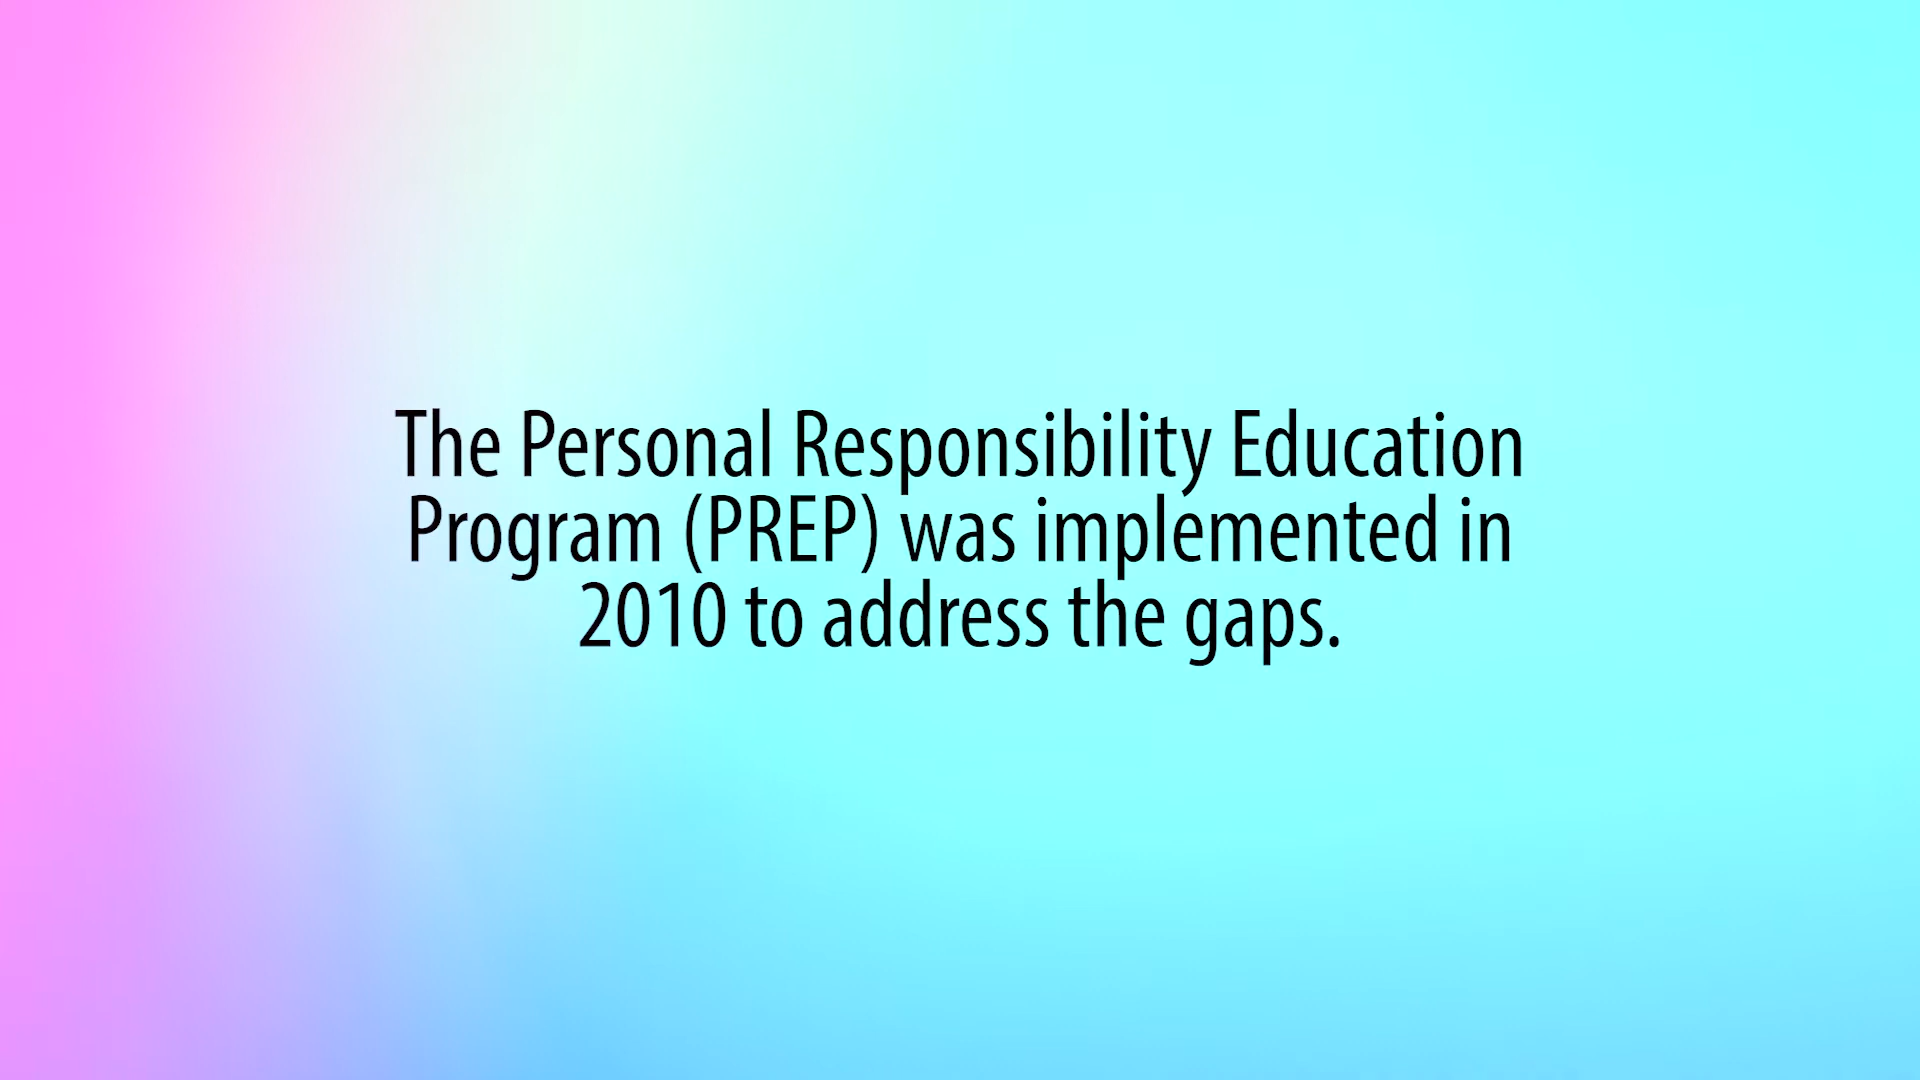 The Personal Responsibility Education
Program (PREP) was implemented in
2010 to address the gaps.